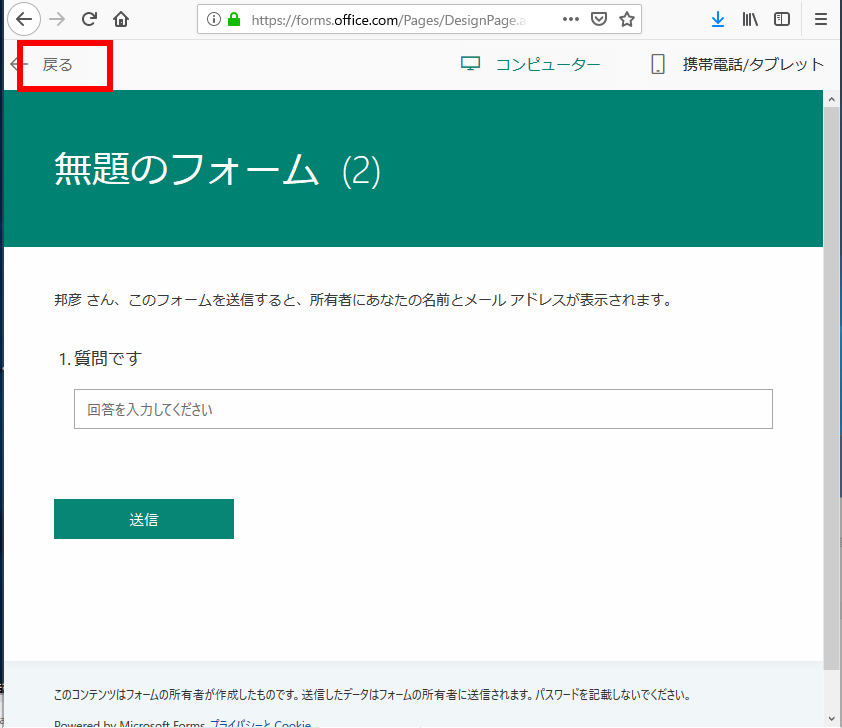 https://forms.office.com/Pages/DesignPage.a
戻る
コンピューター
携帯電話/タブレット
無題のフォーム (2)
邦彦 さん、このフォームを送信すると、所有者にあなたの名前とメール アドレスが表示されます。
1. 質問です
回答を入力してください
送信
このコンテンツはフォームの所有者が作成したものです。送信したデータはフォームの所有者に送信されます。パスワードを記載しないでください。
Powered by Microsoft Forms プライバシーと Cookie